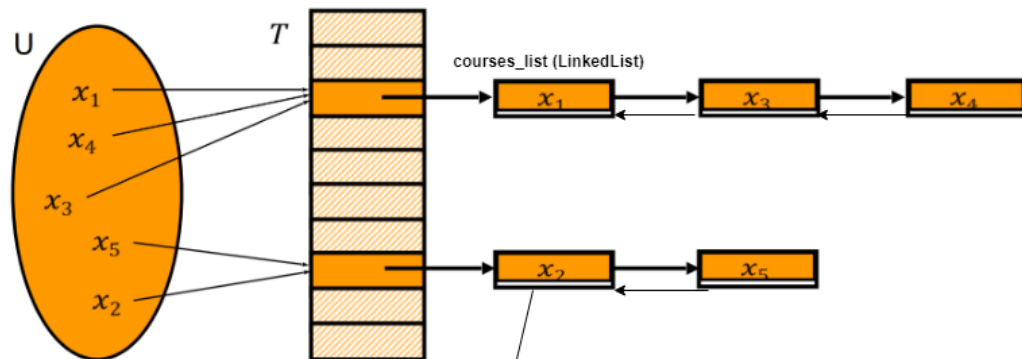 U
T
courses_list (LinkedList)
x₁
x₃
x₄
x₁
x₄
x₃
x₅
x₂
x₂
x₅